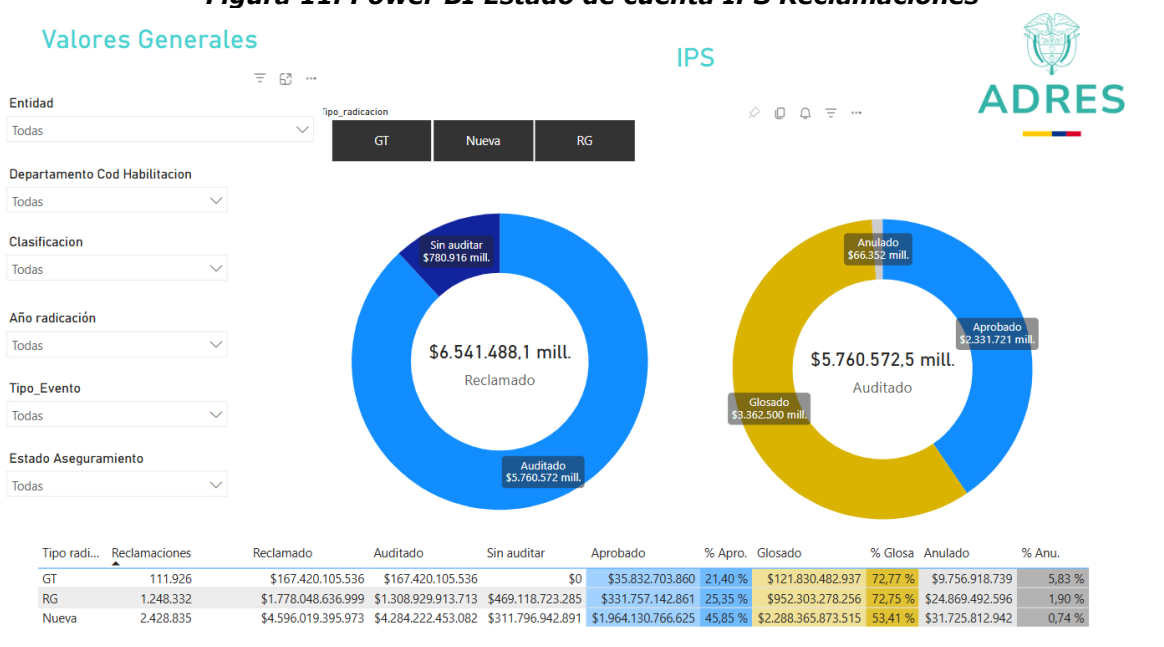 Figura 11. Power BI Estado de cuenta IPS Reclamaciones
Valores Generales
IPS
ADRES
Entidad
Todas
Tipo_radicacion
GT
Nueva
RG
Departamento Cod Habilitacion
Todas
Clasificacion
Todas
Año radicación
Todas
Tipo_Evento
Todas
Estado Aseguramiento
Todas
Sin auditar
$780.916 mill.
$6.541.488,1 mill.
Reclamado
Auditado
$5.760.572 mill.
Anulado
$66.352 mill.
Aprobado
$2.331.721 mill.
$5.760.572,5 mill.
Auditado
Glosado
$3.362.500 mill.
Tipo radi... Reclamaciones Reclamado Auditado Sin auditar Aprobado % Apro. Glosado % Glosa Anulado % Anu.
GT 111.926 $167.420.105.536 $167.420.105.536 $0 $35.832.703.860 21,40 % $121.830.482.937 72,77 % $9.756.918.739 5,83 %
RG 1.248.332 $1.778.048.636.999 $1.308.929.913.713 $469.118.723.285 $331.757.142.861 25,35 % $952.303.278.256 72,75 % $24.869.492.596 1,90 %
Nueva 2.428.835 $4.596.019.395.973 $4.284.222.453.082 $311.796.942.891 $1.964.130.766.625 45,85 % $2.288.365.873.515 53,41 % $31.725.812.942 0,74 %